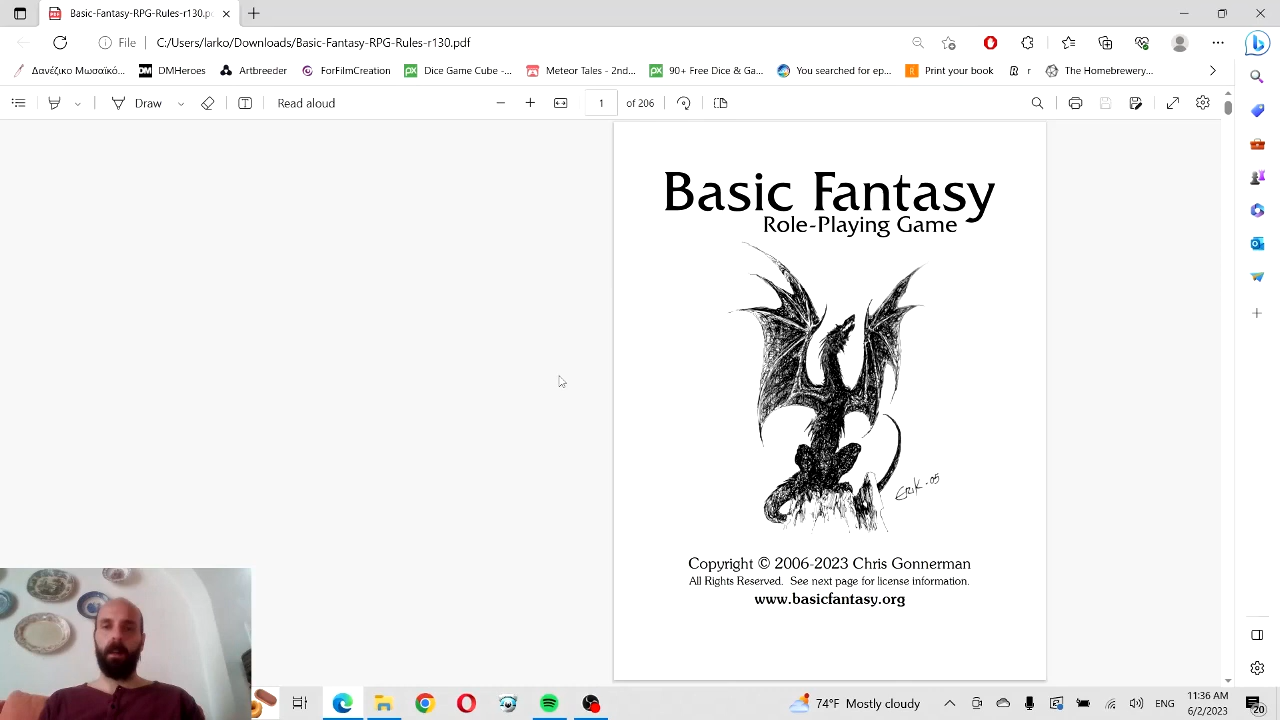 Basic-Fantasy-RPG-Rules-r130.pc
File
C:/Users/larko/Downloads/Basic-Fantasy-RPG-Rules-r130.pdf
Δανέζικο Μωσαϊκό...
DMHeroes
Artbreeder
ForFilmCreation
Dice Game Cube -...
Meteor Tales - 2nd...
90+ Free Dice & Ga...
You searched for ep...
Print your book
r
The Homebrewery...
Draw
Read aloud
1 of 206
Basic Fantasy
Role-Playing Game
ERIK · 05
Copyright © 2006-2023 Chris Gonnerman
All Rights Reserved. See next page for license information.
www.basicfantasy.org
74°F Mostly cloudy
ENG
11:36 AM
6/2/2023
20